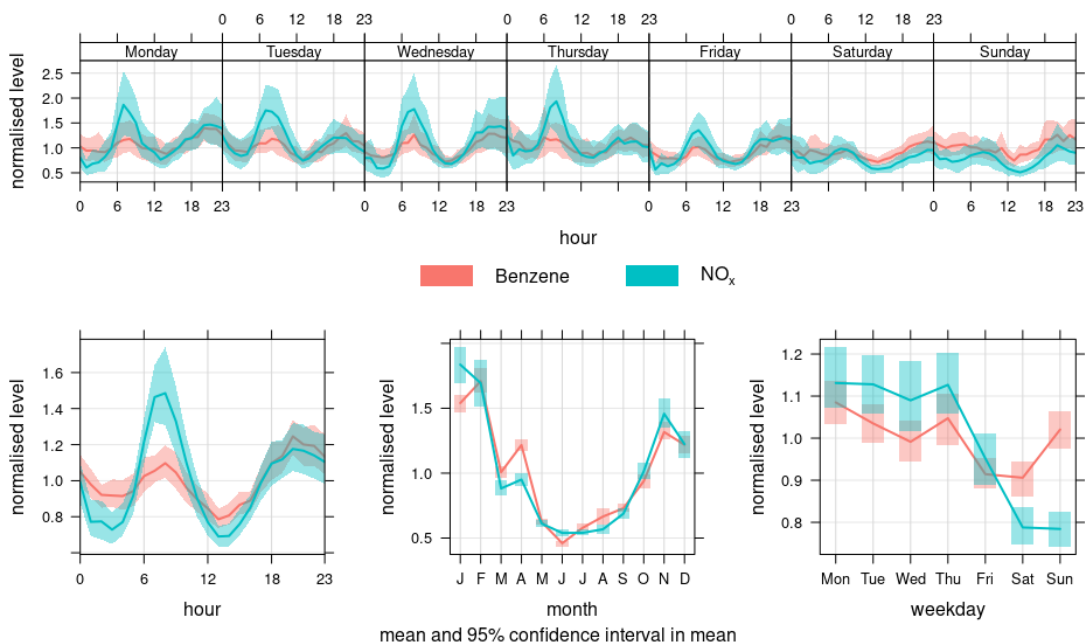 0 6 12 18 23 0 6 12 18 23 0 6 12 18 23
Monday Tuesday Wednesday Thursday Friday Saturday Sunday
normalised level
2.5
2.0
1.5
1.0
0.5
0 6 12 18 23 0 6 12 18 23 0 6 12 18 23 0 6 12 18 23
hour
Benzene NOx
normalised level
1.6
1.4
1.2
1.0
0.8
0 6 12 18 23
hour
normalised level
1.5
1.0
0.5
J F M A M J J A S O N D
month
normalised level
1.2
1.1
1.0
0.9
0.8
Mon Tue Wed Thu Fri Sat Sun
weekday
mean and 95% confidence interval in mean